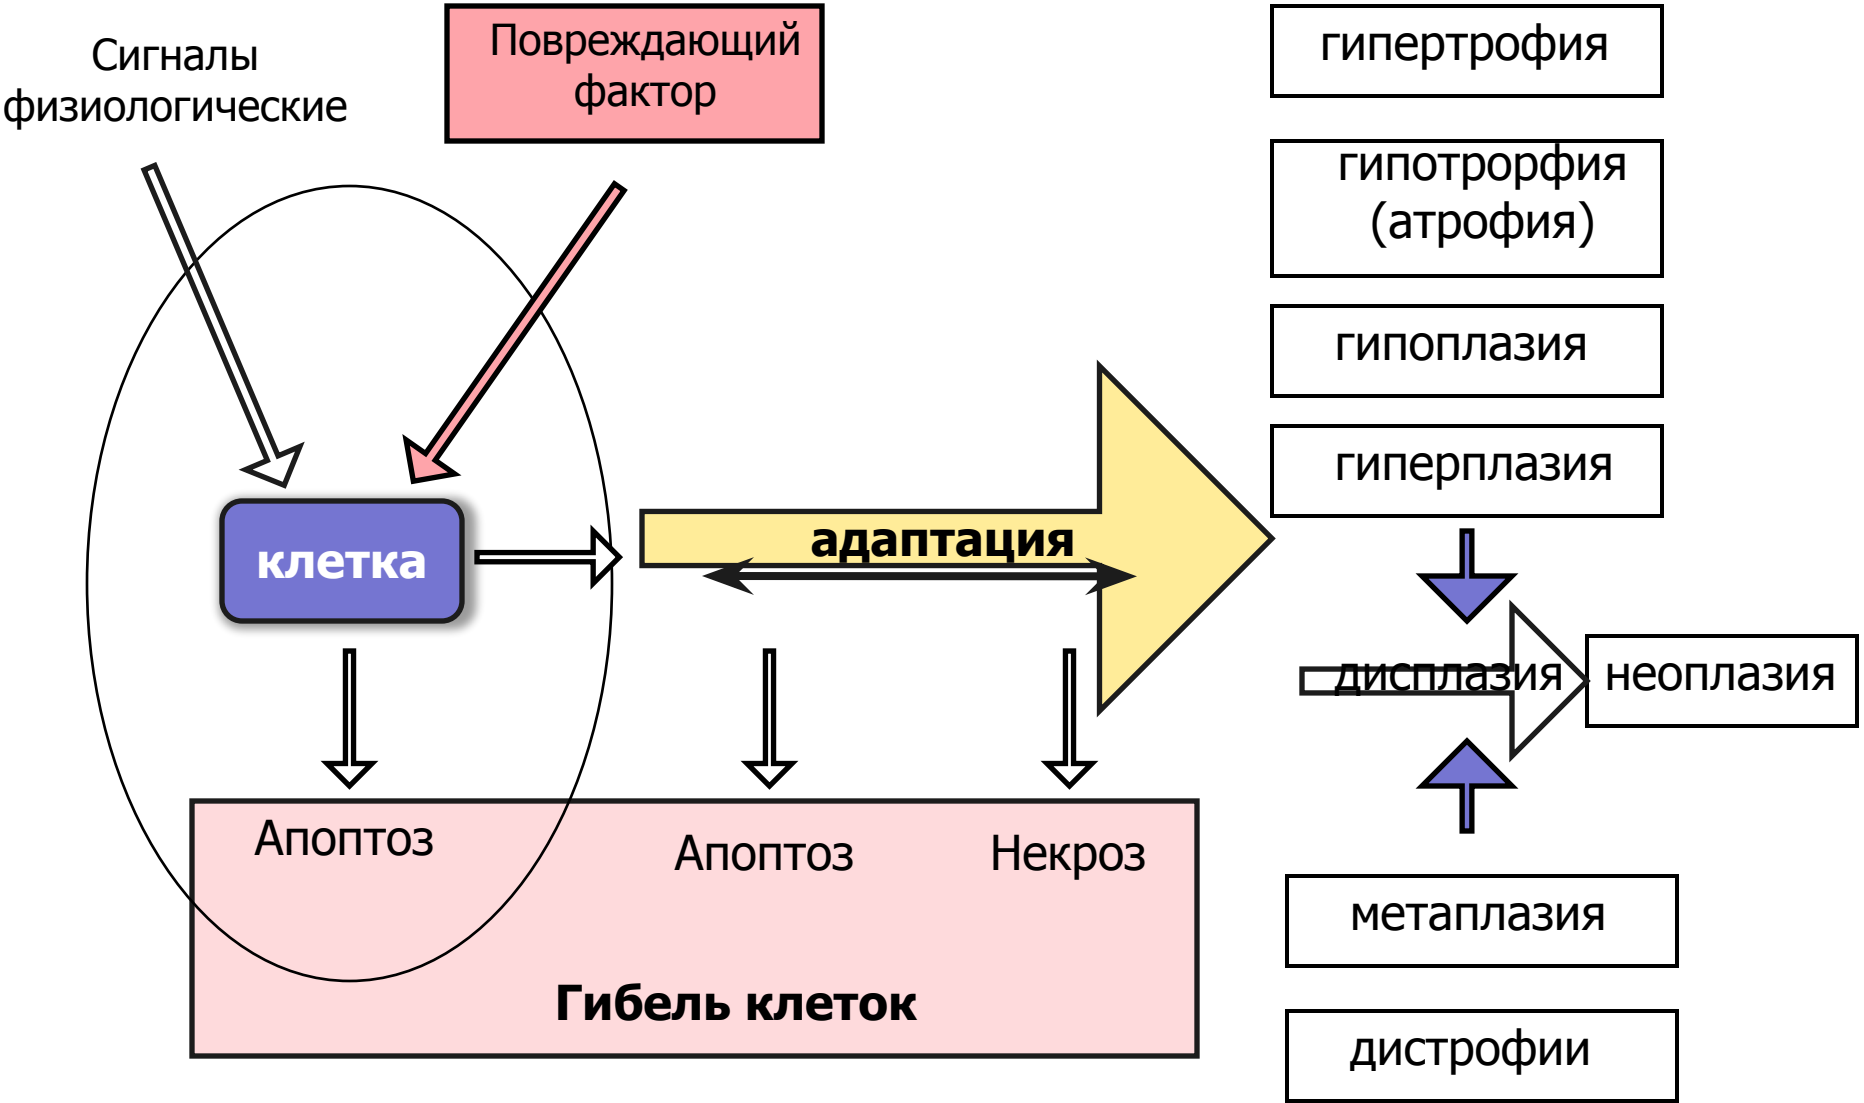 Сигналы
физиологические
Повреждающий
фактор
клетка
адаптация
Апоптоз
Апоптоз
Некроз
Гибель клеток
гипертрофия
гипотрорфия
(атрофия)
гипоплазия
гиперплазия
дисплазия
неоплазия
метаплазия
дистрофии